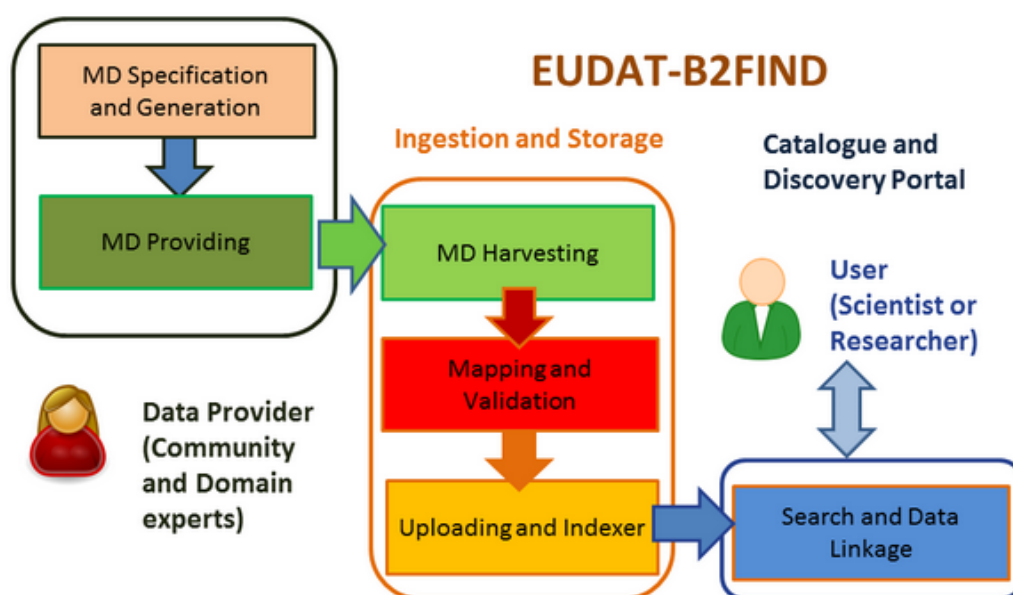 EUDAT-B2FIND
MD Specification
and Generation
MD Providing
Data Provider
(Community
and Domain
experts)
Ingestion and Storage
MD Harvesting
Mapping and
Validation
Uploading and Indexer
Catalogue and
Discovery Portal
User
(Scientist or
Researcher)
Search and Data
Linkage